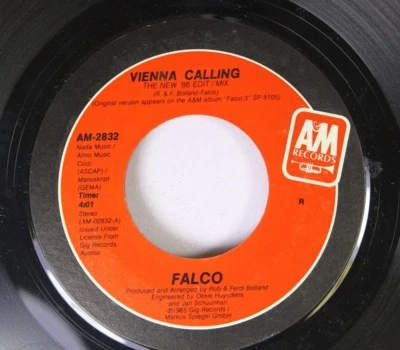 VIENNA CALLING
THE NEW '86 EDIT / MIX
(R. & F. Bolland-Falco)
(Original version appears on the A&M album "Falco 3" SP-5105)
AM-2832
Nada Music/
Almo Music
Corp.
(ASCAP) /
Manuscript
(GEMA)
Time:
4:01
Stereo
(AM-02832-A)
Issued Under
License From
Gig Records,
Austria
A&M
RECORDS
R
FALCO
Produced and Arranged by Rob & Ferdi Bolland
Engineered by Okkie Huysdens
and Jan Schuurman
℗1985 Gig Records /
Markus Spiegel GmbH